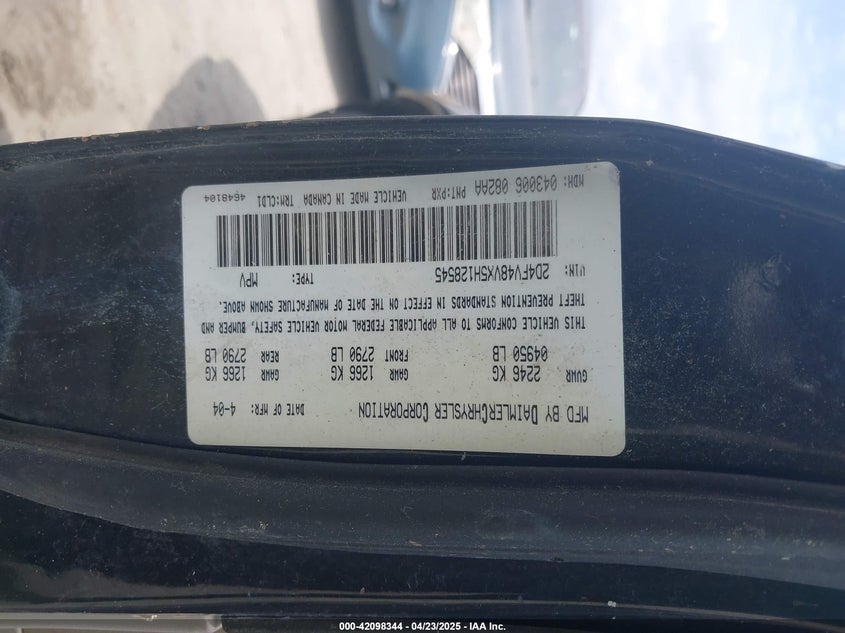 MFD BY DAIMLERCHRYSLER CORPORATION DATE OF MFR: 4-04
GVWR 2246 KG GAWR 1266 KG GAWR 1266 KG
04950 LB FRONT 2790 LB REAR 2790 LB
THIS VEHICLE CONFORMS TO ALL APPLICABLE FEDERAL MOTOR VEHICLE SAFETY, BUMPER AND
THEFT PREVENTION STANDARDS IN EFFECT ON THE DATE OF MANUFACTURE SHOWN ABOVE.
VIN: 2D4FV48VX5H128545 TYPE: MPV
MDH: 043006 082AA PNT:PXR VEHICLE MADE IN CANADA TRM:CLD1 4648104
000-42098344 - 04/23/2025 - IAA Inc.